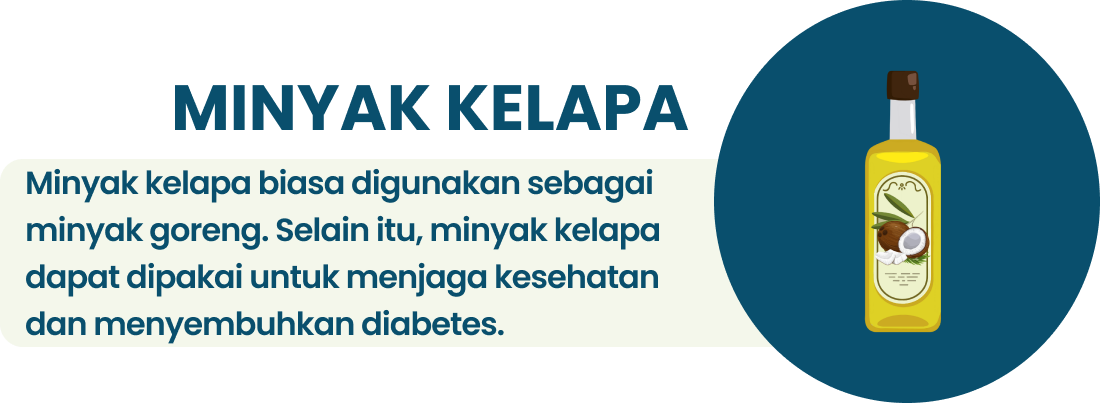 MINYAK KELAPA
Minyak kelapa biasa digunakan sebagai
minyak goreng. Selain itu, minyak kelapa
dapat dipakai untuk menjaga kesehatan
dan menyembuhkan diabetes.